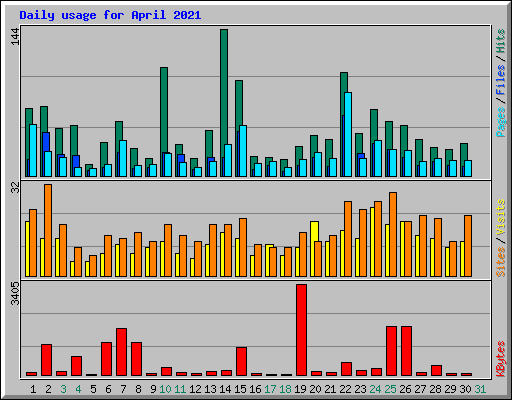 Daily usage for April 2021
144
Pages / Files / Hits
32
Sites / Visits
3405
KBytes
1 2 3 4 5 6 7 8 9 10 11 12 13 14 15 16 17 18 19 20 21 22 23 24 25 26 27 28 29 30 31